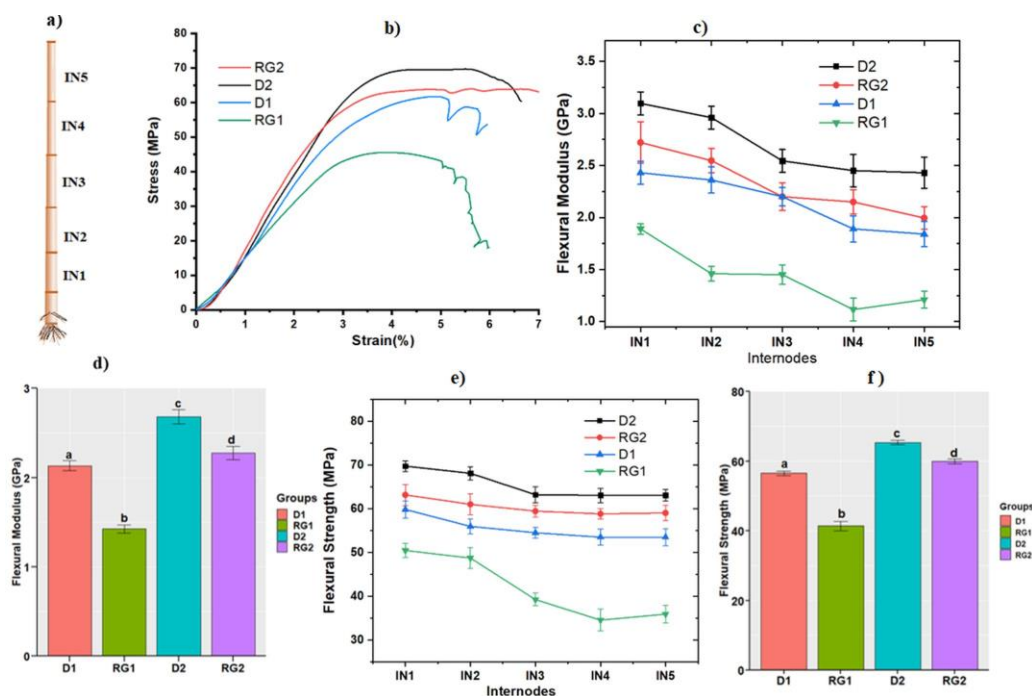 a)
IN5
IN4
IN3
IN2
IN1
b)
80
70
60
50
40
30
20
10
0
Stress (MPa)
RG2
D2
D1
RG1
0 1 2 3 4 5 6 7
Strain(%)
c)
3.5
3.0
2.5
2.0
1.5
1.0
Flexural Modulus (GPa)
D2
RG2
D1
RG1
IN1 IN2 IN3 IN4 IN5
Internodes
d)
3
2
1
0
Flexural Modulus (GPa)
a
b
c
d
D1 RG1 D2 RG2
Groups
D1
RG1
D2
RG2
e)
80
70
60
50
40
30
Flexural Strength (MPa)
D2
RG2
D1
RG1
IN1 IN2 IN3 IN4 IN5
Internodes
f )
80
60
40
20
0
Flexural Strength (MPa)
a
b
c
d
D1 RG1 D2 RG2
Groups
D1
RG1
D2
RG2